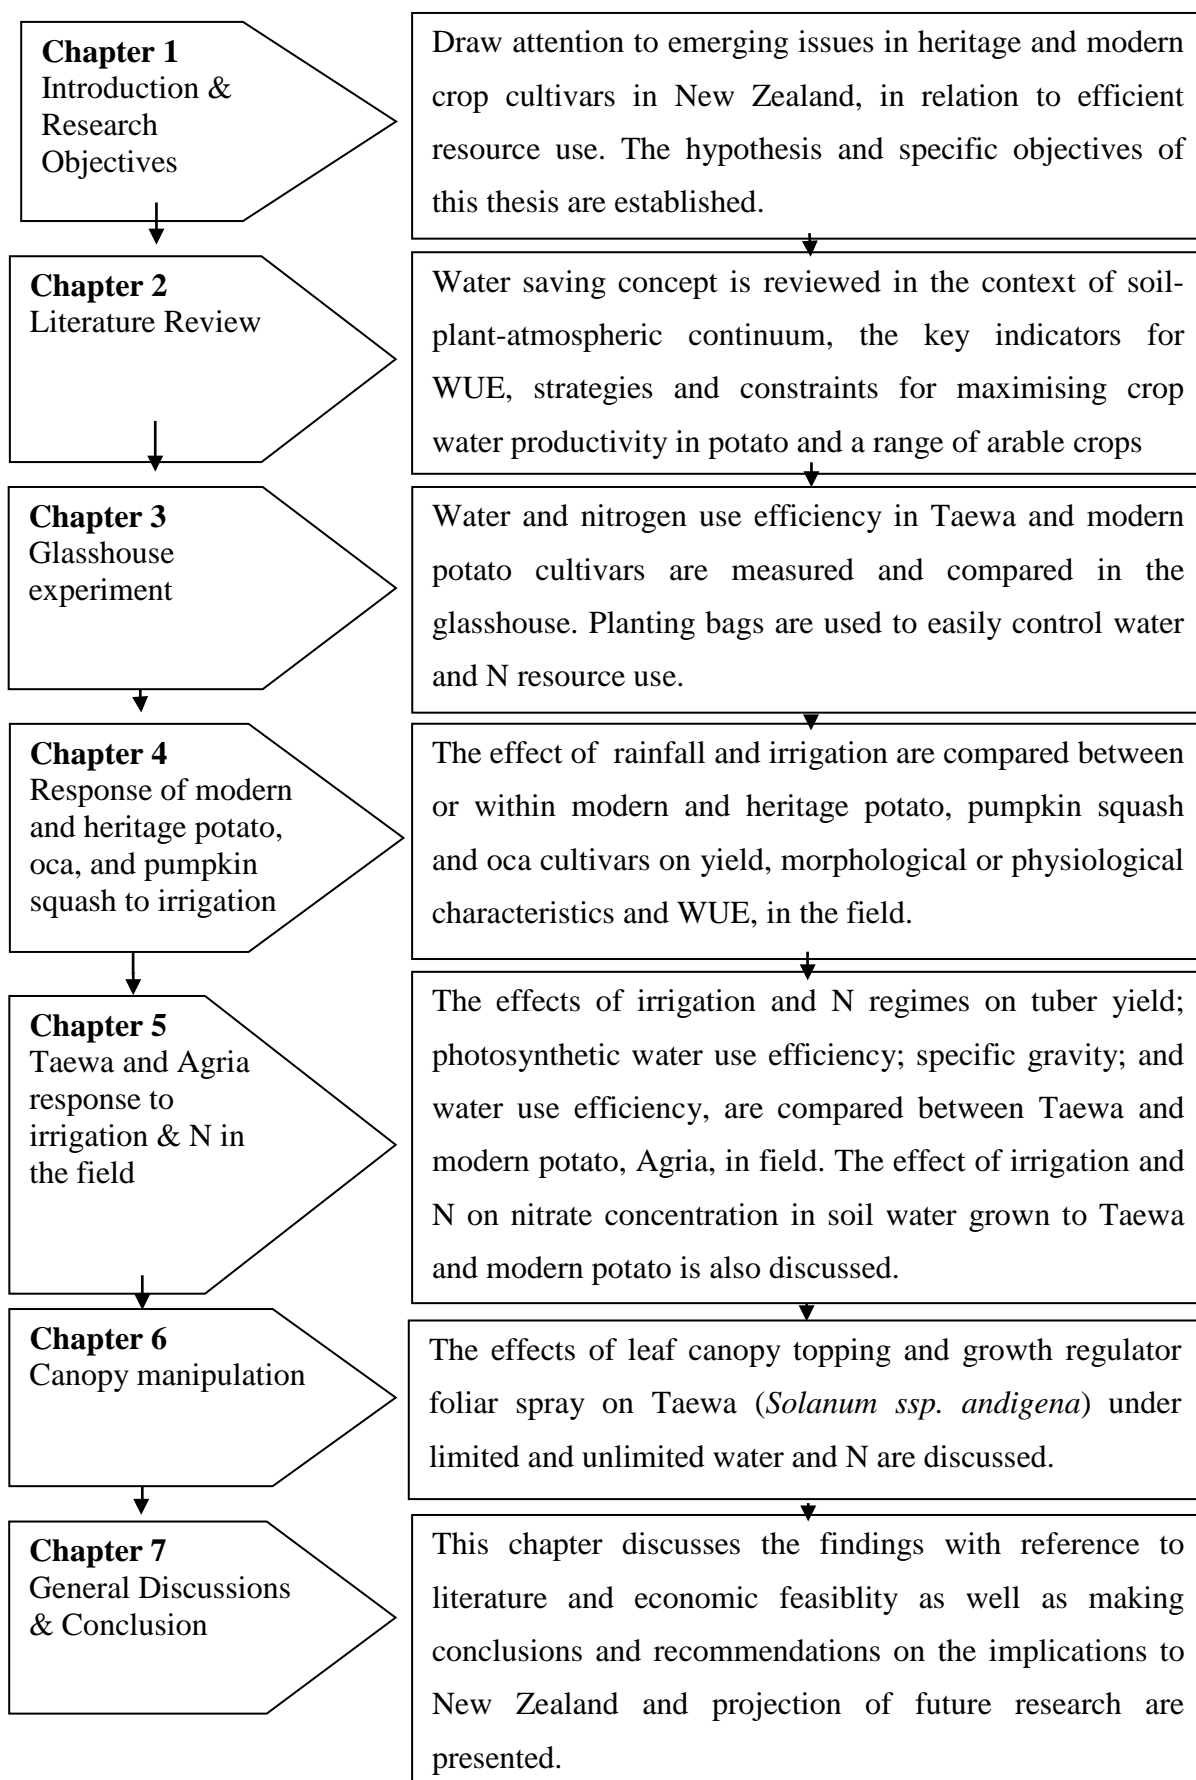 Chapter 1
Introduction &
Research
Objectives
Draw attention to emerging issues in heritage and modern
crop cultivars in New Zealand, in relation to efficient
resource use. The hypothesis and specific objectives of
this thesis are established.
Chapter 2
Literature Review
Water saving concept is reviewed in the context of soil-
plant-atmospheric continuum, the key indicators for
WUE, strategies and constraints for maximising crop
water productivity in potato and a range of arable crops
Chapter 3
Glasshouse
experiment
Water and nitrogen use efficiency in Taewa and modern
potato cultivars are measured and compared in the
glasshouse. Planting bags are used to easily control water
and N resource use.
Chapter 4
Response of modern
and heritage potato,
oca, and pumpkin
squash to irrigation
The effect of rainfall and irrigation are compared between
or within modern and heritage potato, pumpkin squash
and oca cultivars on yield, morphological or physiological
characteristics and WUE, in the field.
Chapter 5
Taewa and Agria
response to
irrigation & N in
the field
The effects of irrigation and N regimes on tuber yield;
photosynthetic water use efficiency; specific gravity; and
water use efficiency, are compared between Taewa and
modern potato, Agria, in field. The effect of irrigation and
N on nitrate concentration in soil water grown to Taewa
and modern potato is also discussed.
Chapter 6
Canopy manipulation
The effects of leaf canopy topping and growth regulator
foliar spray on Taewa (Solanum ssp. andigena) under
limited and unlimited water and N are discussed.
Chapter 7
General Discussions
& Conclusion
This chapter discusses the findings with reference to
literature and economic feasiblity as well as making
conclusions and recommendations on the implications to
New Zealand and projection of future research are
presented.